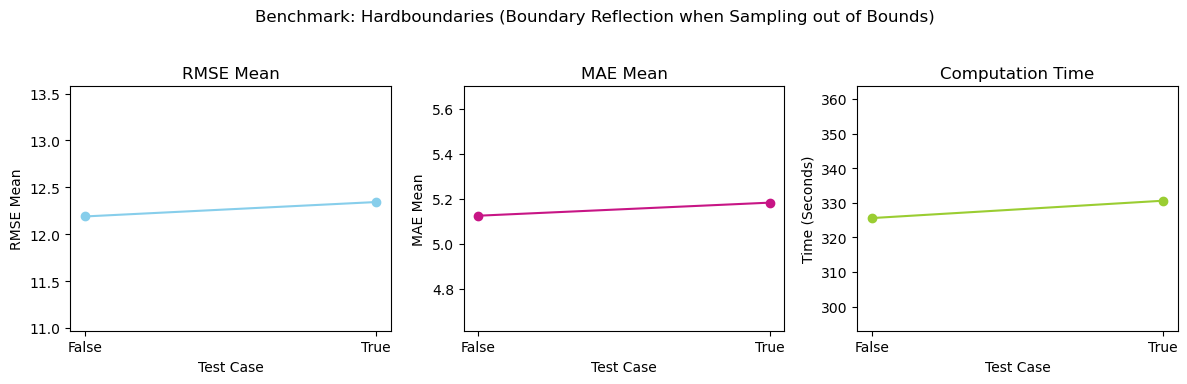 Benchmark: Hardboundaries (Boundary Reflection when Sampling out of Bounds)
RMSE Mean
RMSE Mean
13.5
13.0
12.5
12.0
11.5
11.0
False
True
Test Case
MAE Mean
MAE Mean
5.6
5.4
5.2
5.0
4.8
False
True
Test Case
Computation Time
Time (Seconds)
360
350
340
330
320
310
300
False
True
Test Case